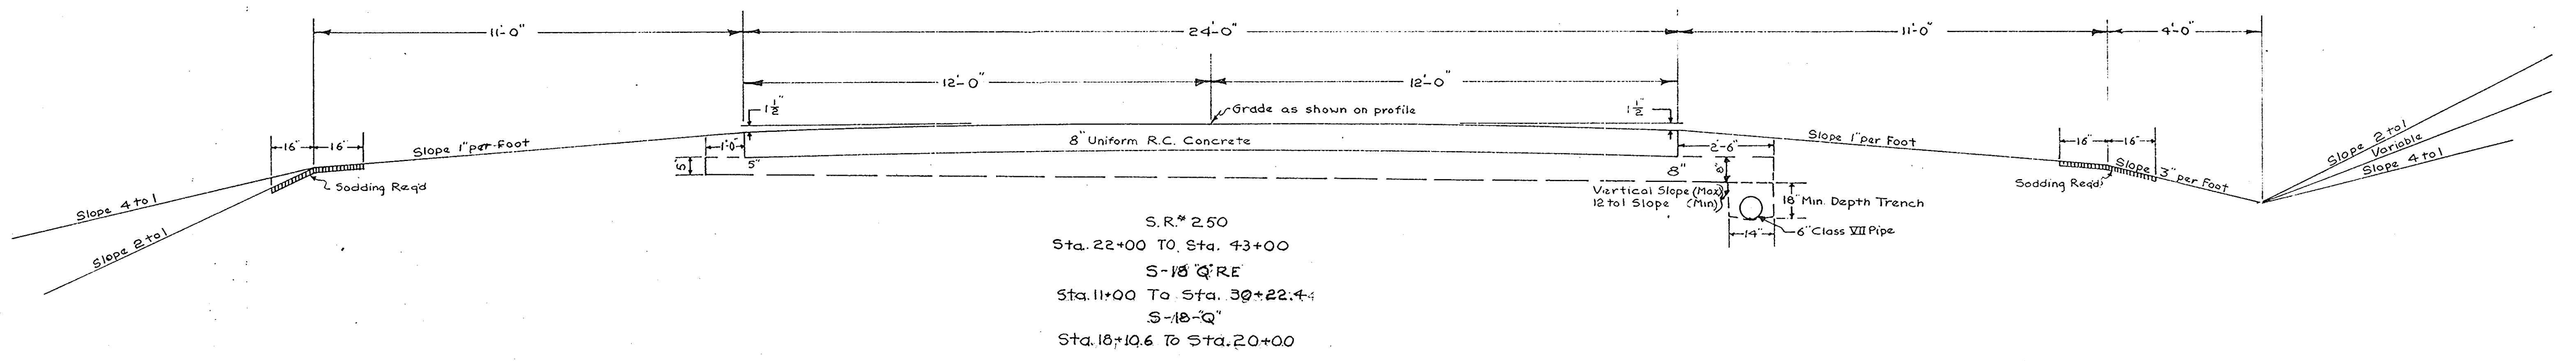 11'-0"
24'-0"
11'-0"
4'-0"
12'-0"
12'-0"
1½"
Grade as shown on profile
1½"
16"
16"
Slope 1" per Foot
8" Uniform R.C. Concrete
Slope 1" per Foot
16"
16"
Slope 2 to 1
Variable
Slope 4 to 1
1'-0"
2'-6"
5"
5"
8"
8"
Sodding Req'd
Sodding Req'd
Slope 3" per Foot
Slope 4 to 1
Slope 2 to 1
Vertical Slope (Max)
12 to 1 Slope (Min)
18" Min. Depth Trench
14"
6" Class VII Pipe
S.R.# 250
Sta. 22+00 TO Sta. 43+00
S-18"Q"RE
Sta. 11+00 To Sta. 30+22.44
S-18-"Q"
Sta. 18+10.6 To Sta. 20+00